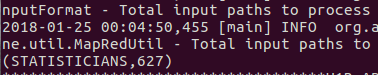 nputFormat - Total input paths to process
2018-01-25 00:04:50,455 [main] INFO  org.a
ne.util.MapRedUtil - Total input paths to
(STATISTICIANS,627)